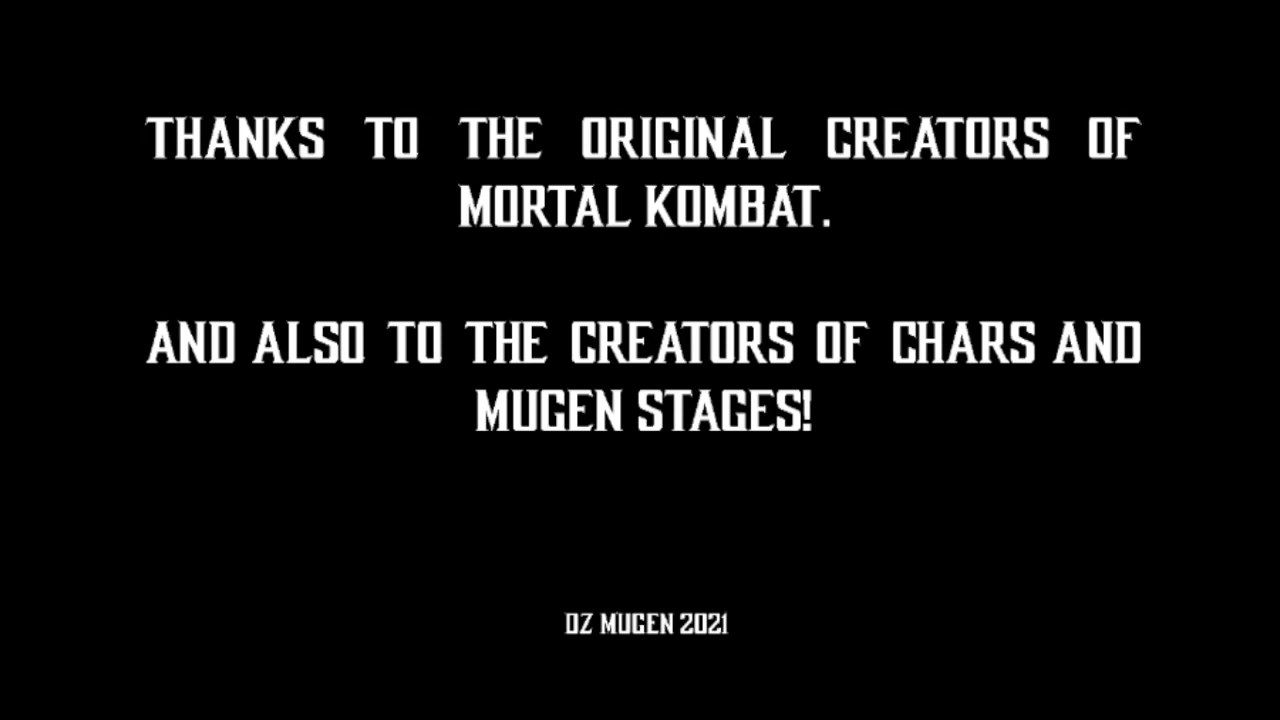 THANKS TO THE ORIGINAL CREATORS OF
MORTAL KOMBAT.
AND ALSO TO THE CREATORS OF CHARS AND
MUGEN STAGES!
DZ MUGEN 2021